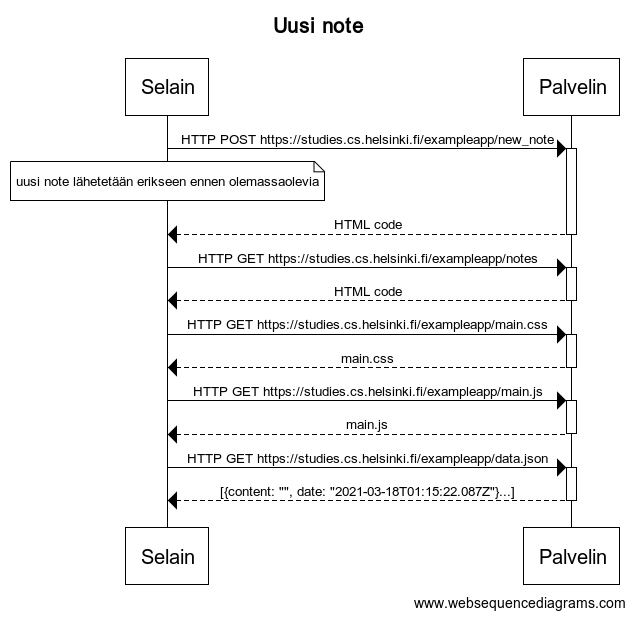 Uusi note
Selain Palvelin
HTTP POST https://studies.cs.helsinki.fi/exampleapp/new_note
uusi note lähetetään erikseen ennen olemassaolevia
HTML code
HTTP GET https://studies.cs.helsinki.fi/exampleapp/notes
HTML code
HTTP GET https://studies.cs.helsinki.fi/exampleapp/main.css
main.css
HTTP GET https://studies.cs.helsinki.fi/exampleapp/main.js
main.js
HTTP GET https://studies.cs.helsinki.fi/exampleapp/data.json
[{content: "", date: "2021-03-18T01:15:22.087Z"}...]
Selain Palvelin
www.websequencediagrams.com